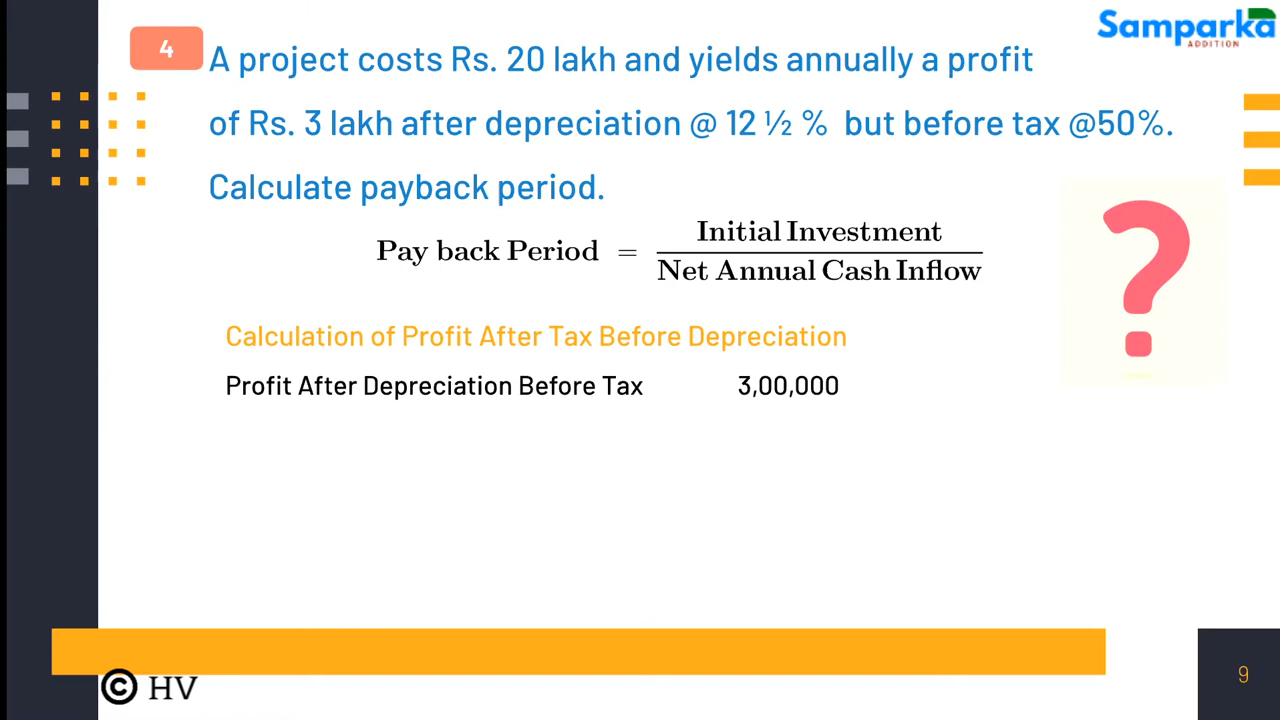 Samparka
ADDITION
4
A project costs Rs. 20 lakh and yields annually a profit
of Rs. 3 lakh after depreciation @ 12 ½ % but before tax @50%.
Calculate payback period.
Pay back Period = Initial Investment
Net Annual Cash Inflow
?
Calculation of Profit After Tax Before Depreciation
Profit After Depreciation Before Tax 3,00,000
© HV
9